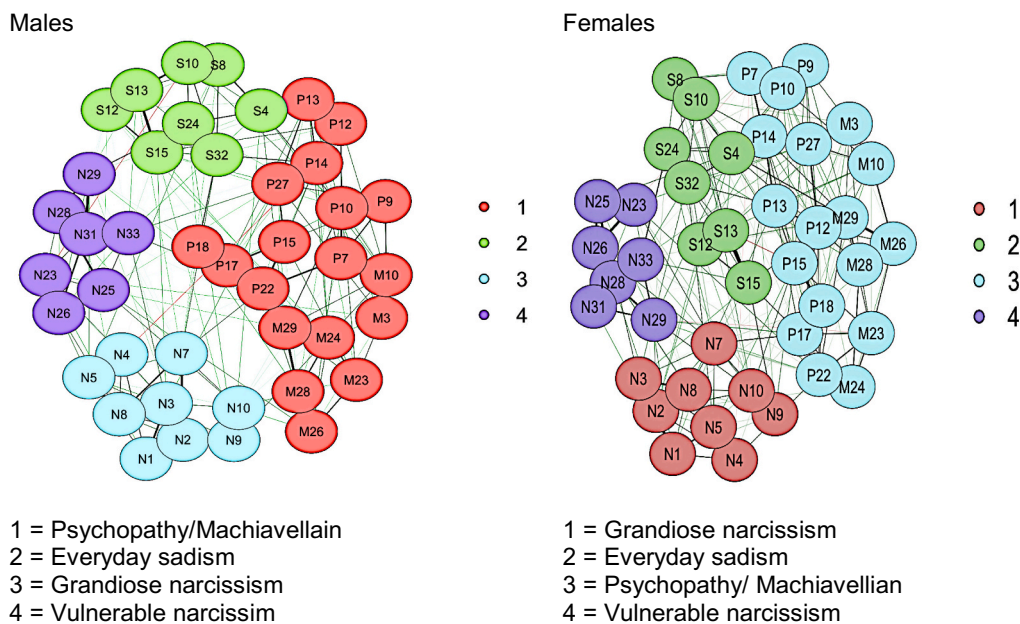 Males
S10
S8
S13
S12
S4
P13
S24
P12
S15
S32
P14
N29
P27
P9
N28
P10
N31
N33
P18
P15
P17
P7
N23
N25
P22
M10
N26
M29
M3
M24
N4
N7
N5
M23
M28
N8
N3
N10
M26
N2
N9
N1
1
2
3
4
1 = Psychopathy/Machiavellain
2 = Everyday sadism
3 = Grandiose narcissism
4 = Vulnerable narcissim
Females
P9
P7
S8
P10
S10
M3
P14
P27
S24
S4
M10
S32
N25
N23
P13
M29
P12
S13
S12
M26
N26
N33
P15
M28
N28
S15
N31
P18
N29
P17
M23
N7
N3
P22
M24
N8
N10
N2
N9
N5
N1
N4
1
2
3
4
1 = Grandiose narcissism
2 = Everyday sadism
3 = Psychopathy/ Machiavellian
4 = Vulnerable narcissism